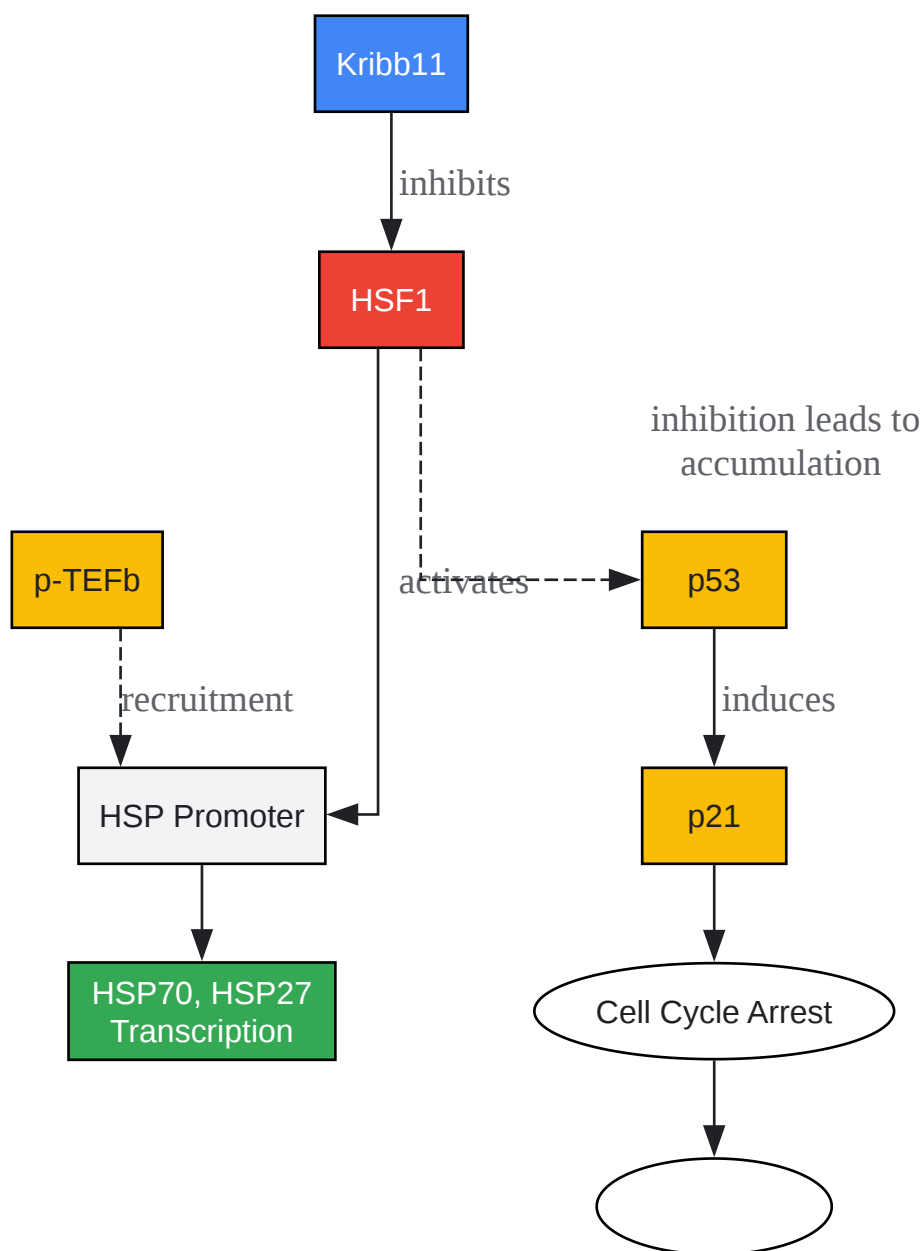 Kribb11
inhibits
HSF1
inhibition leads to
accumulation
p-TEFb
activates
p53
recruitment
induces
HSP Promoter
p21
HSP70, HSP27
Transcription
Cell Cycle Arrest